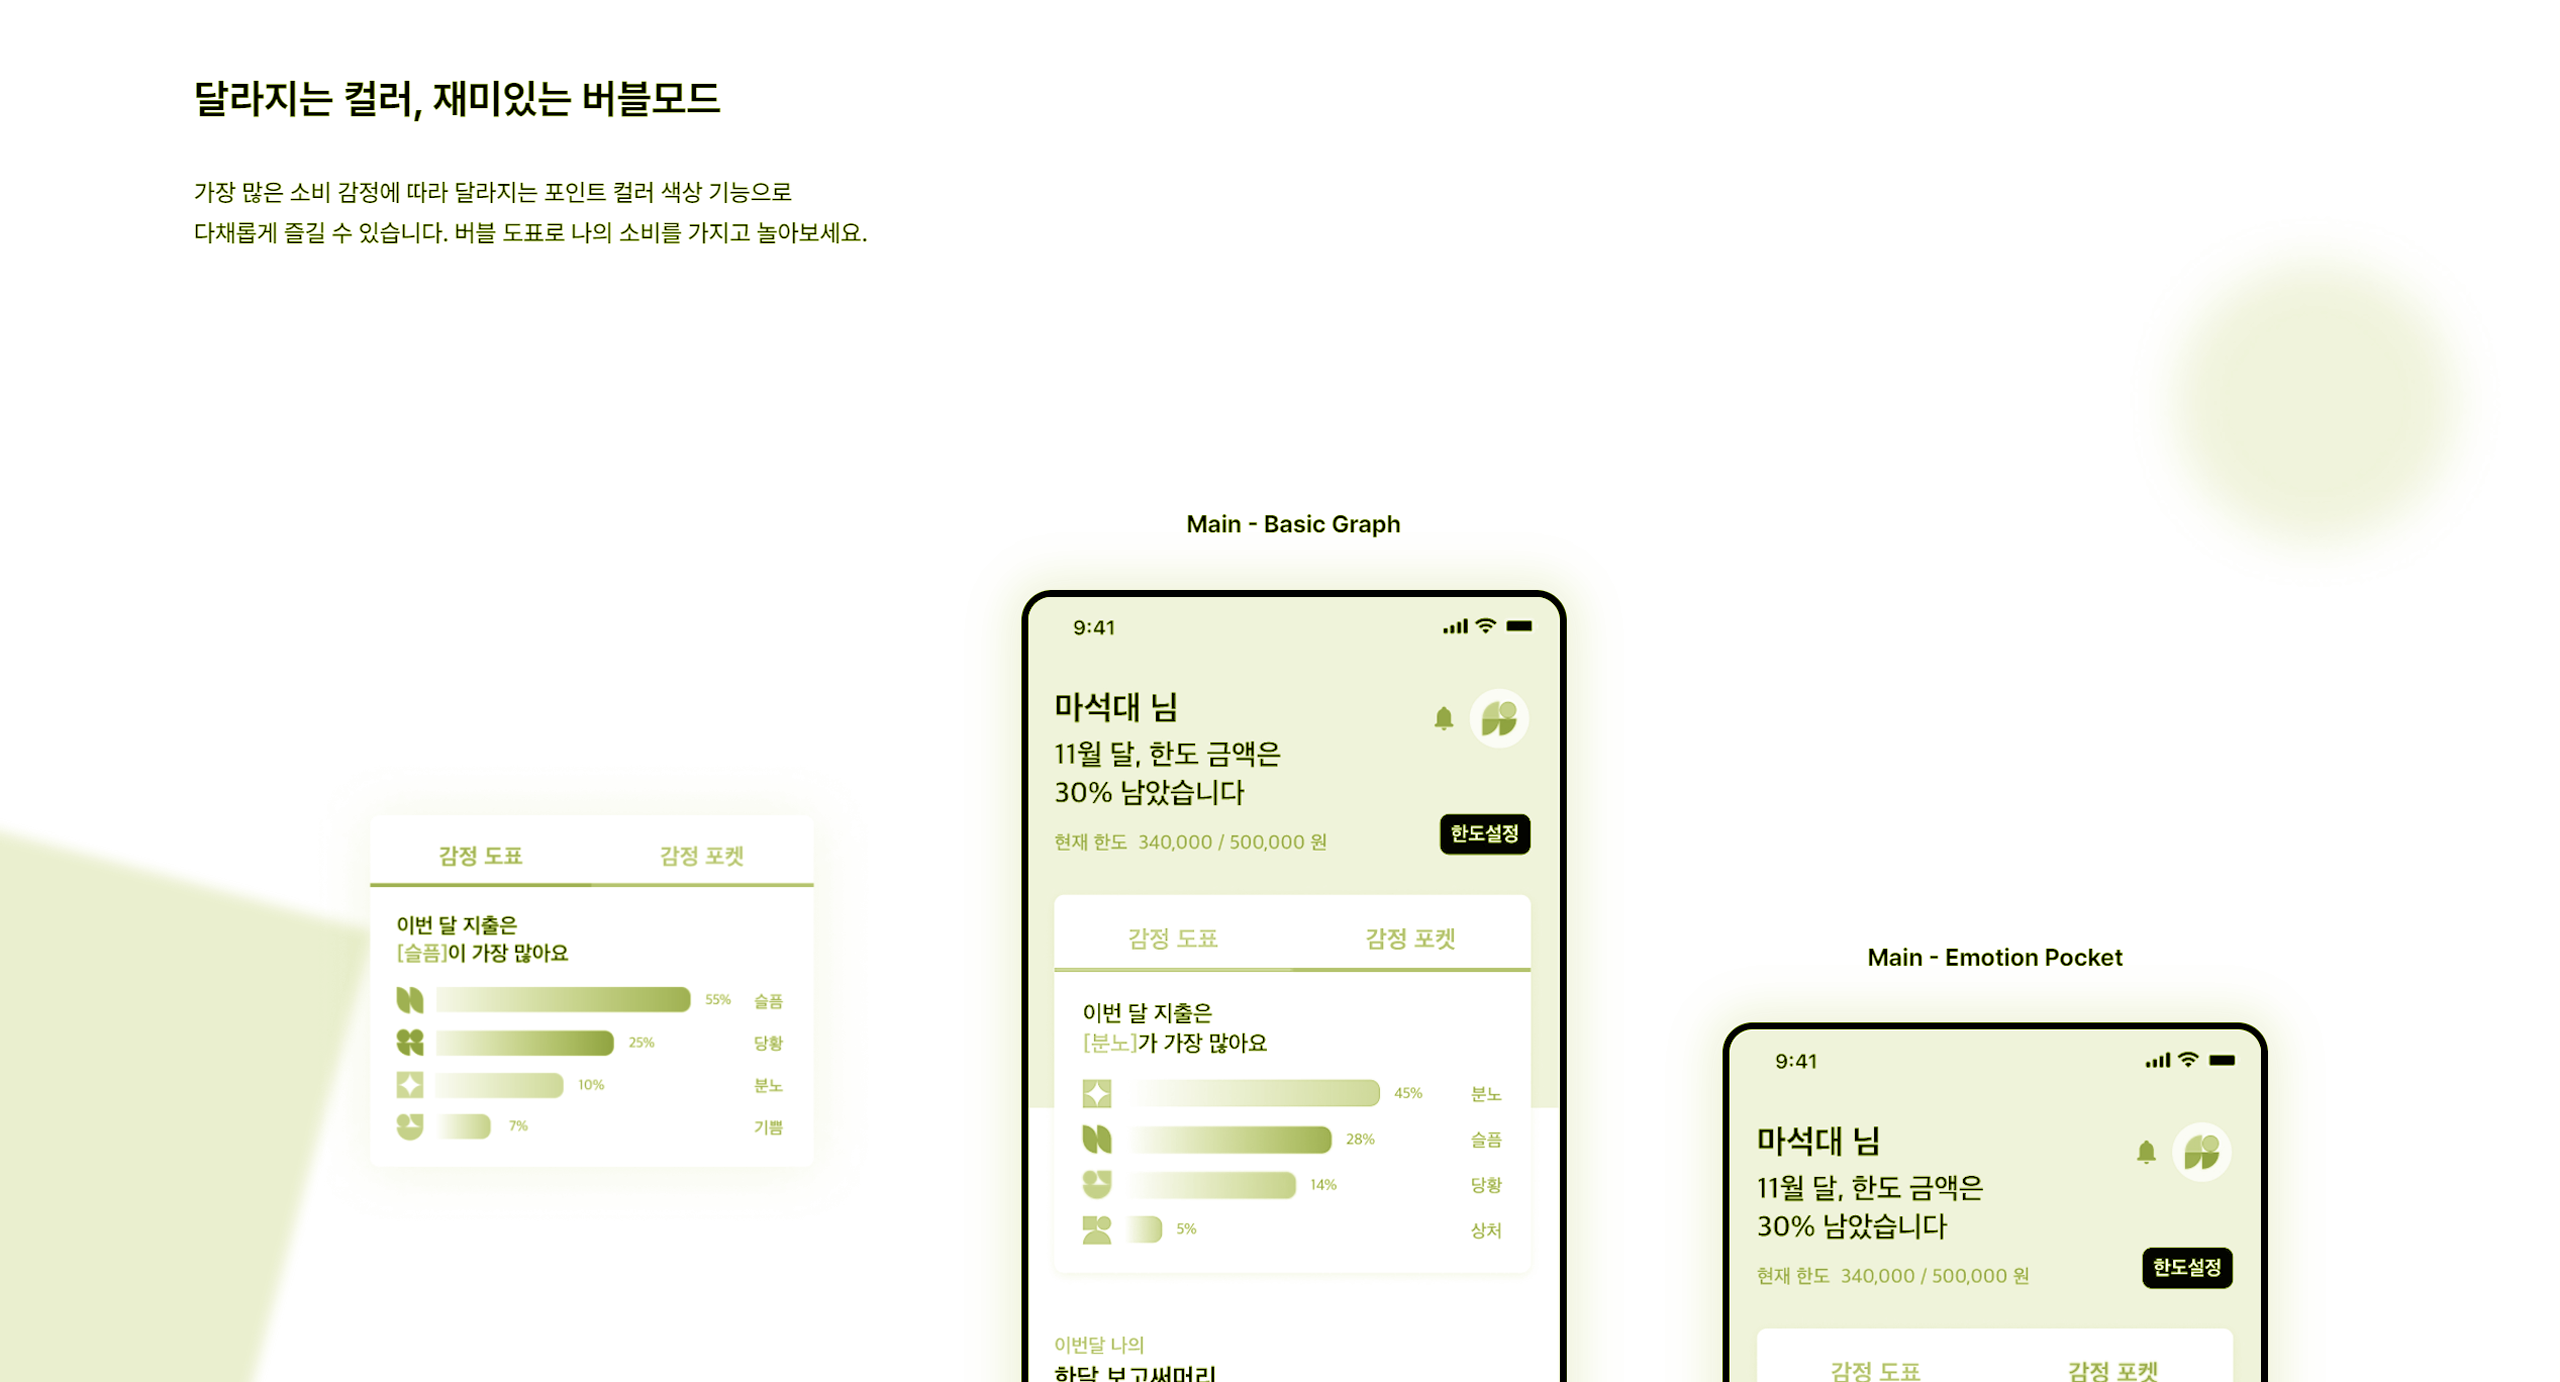 달라지는 컬러, 재미있는 버블모드
가장 많은 소비 감정에 따라 달라지는 포인트 컬러 색상 기능으로
다채롭게 즐길 수 있습니다. 버블 도표로 나의 소비를 가지고 놀아보세요.
감정 도표 감정 포켓
이번 달 지출은
[슬픔]이 가장 많아요
55% 슬픔
25% 당황
10% 분노
7% 기쁨
Main - Basic Graph
9:41
마석대 님
11월 달, 한도 금액은
30% 남았습니다
현재 한도 340,000 / 500,000 원
한도설정
감정 도표 감정 포켓
이번 달 지출은
[분노]가 가장 많아요
45% 분노
28% 슬픔
14% 당황
5% 상처
이번달 나의
한달 보고써머리
Main - Emotion Pocket
9:41
마석대 님
11월 달, 한도 금액은
30% 남았습니다
현재 한도 340,000 / 500,000 원
한도설정
감정 도표 감정 포켓